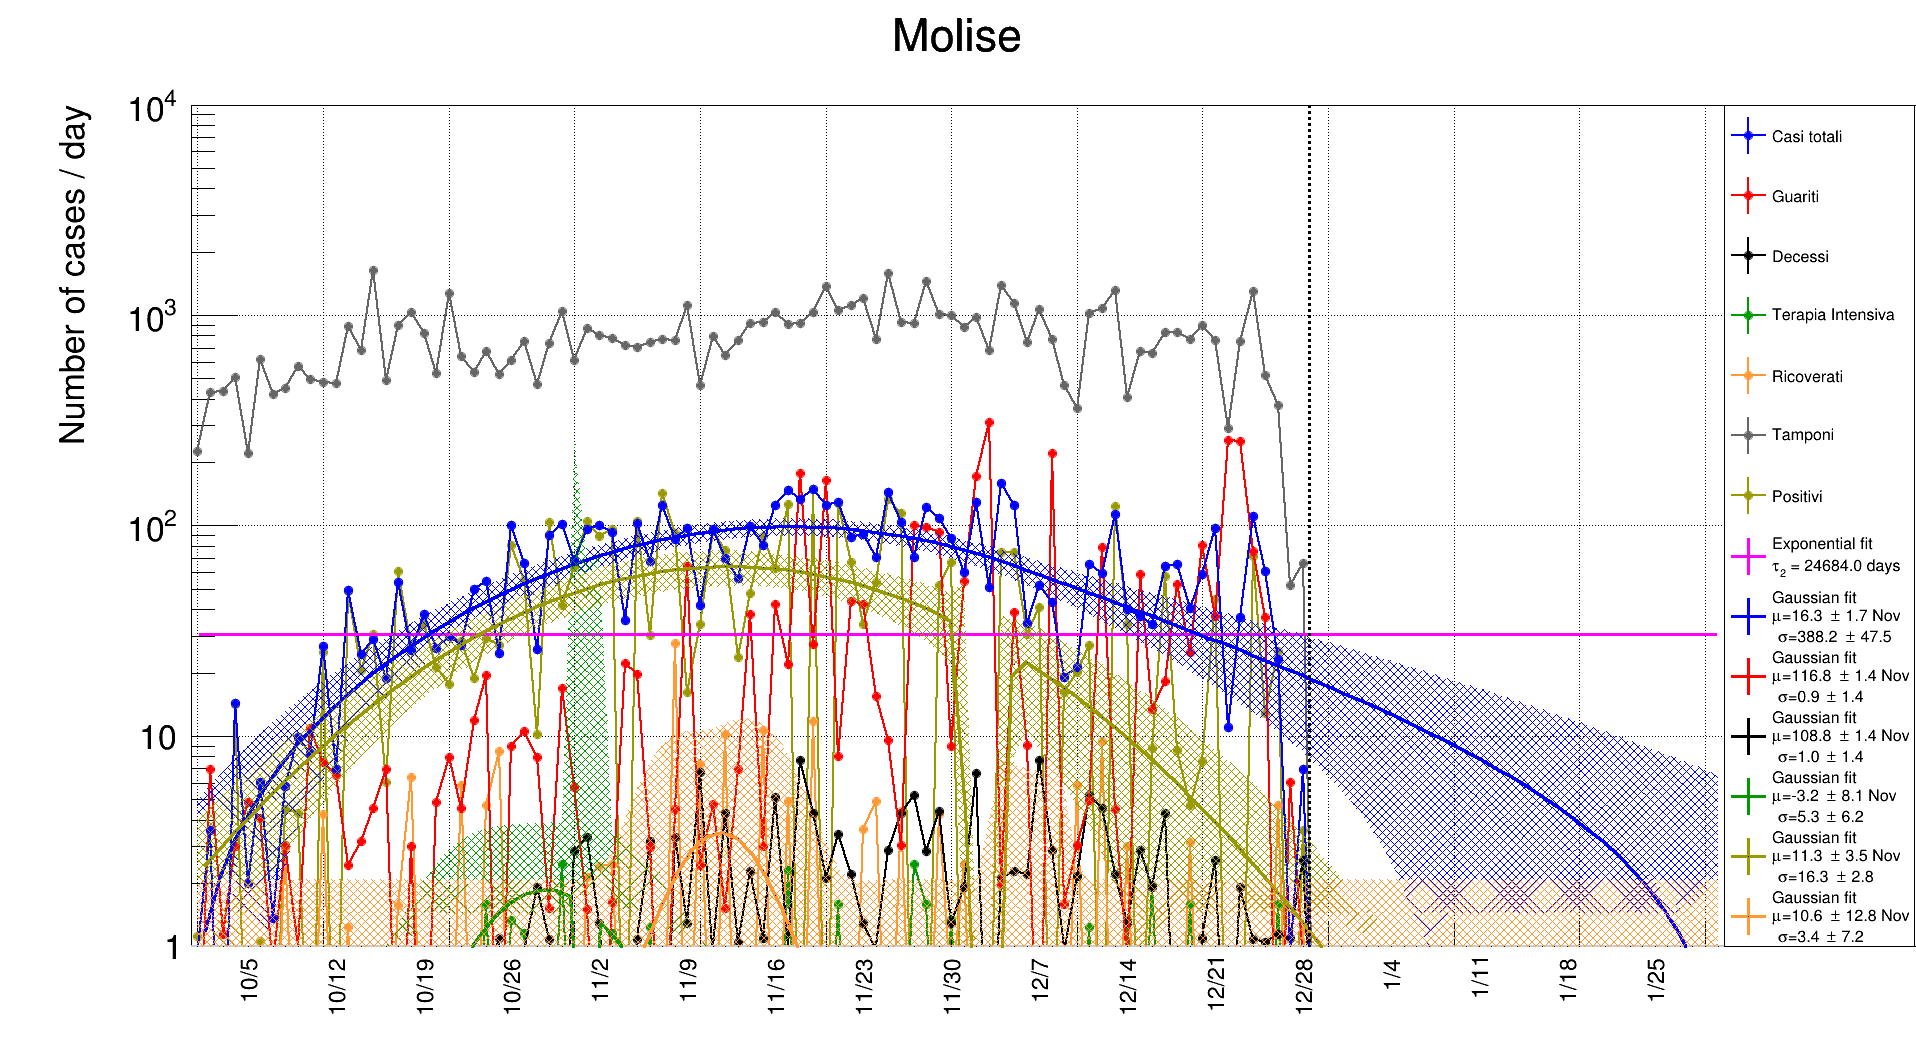 Molise
Number of cases / day
10^4
10^3
10^2
10
1
10/5
10/12
10/19
10/26
11/2
11/9
11/16
11/23
11/30
12/7
12/14
12/21
12/28
1/4
1/11
1/18
1/25
Casi totali
Guariti
Decessi
Terapia Intensiva
Ricoverati
Tamponi
Positivi
Exponential fit
τ₂ = 24684.0 days
Gaussian fit
μ=16.3 ± 1.7 Nov
σ=388.2 ± 47.5
Gaussian fit
μ=116.8 ± 1.4 Nov
σ=0.9 ± 1.4
Gaussian fit
μ=108.8 ± 1.4 Nov
σ=1.0 ± 1.4
Gaussian fit
μ=-3.2 ± 8.1 Nov
σ=5.3 ± 6.2
Gaussian fit
μ=11.3 ± 3.5 Nov
σ=16.3 ± 2.8
Gaussian fit
μ=10.6 ± 12.8 Nov
σ=3.4 ± 7.2